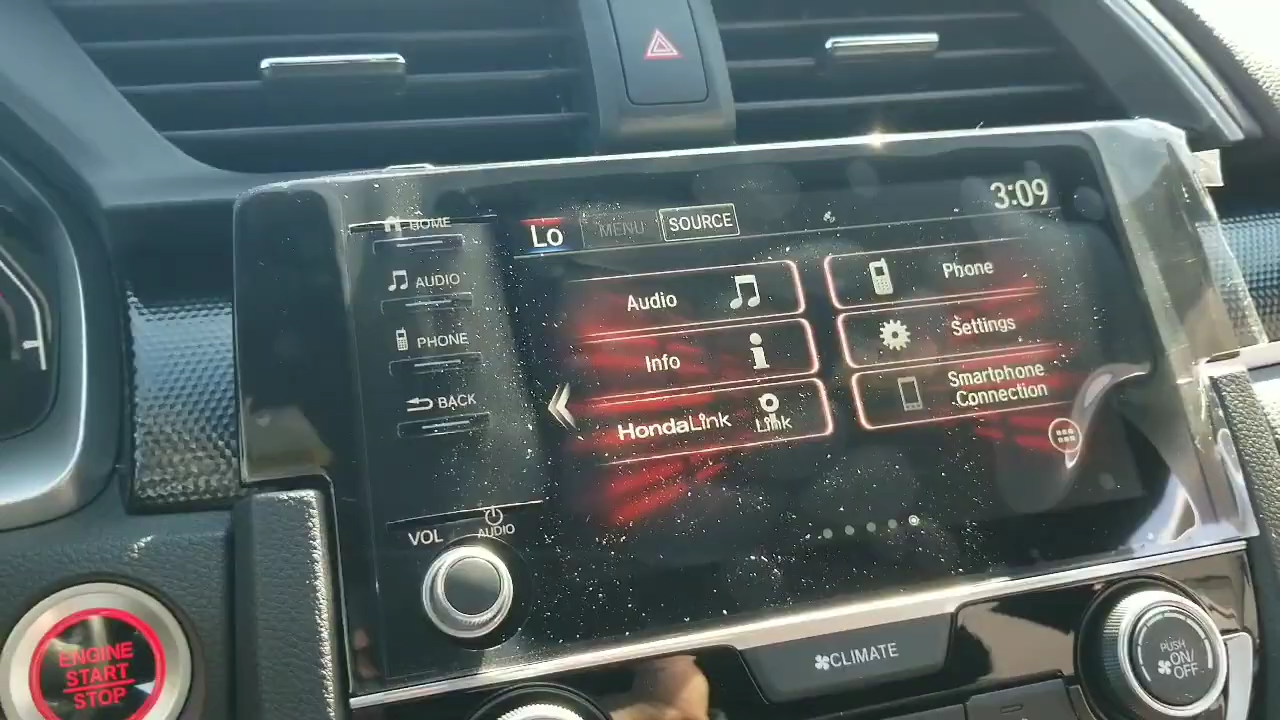 HOME
AUDIO
PHONE
BACK
VOL
AUDIO
Lo
MENU
SOURCE
3:09
Audio
Info
HondaLink
Link
Phone
Settings
Smartphone
Connection
ENGINE
START
STOP
CLIMATE
PUSH
ON/
OFF